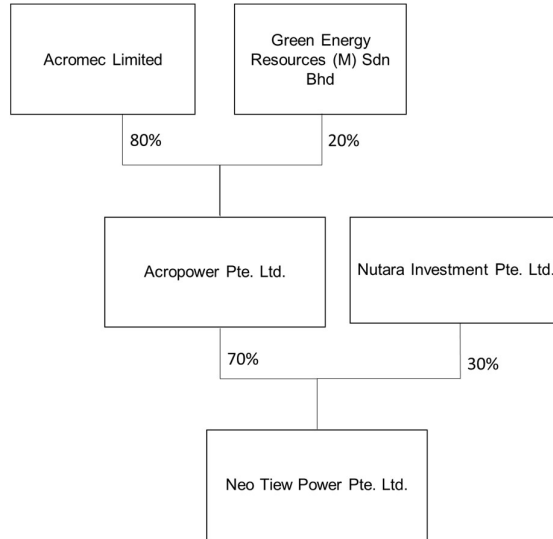 Acromec Limited
Green Energy
Resources (M) Sdn
Bhd
80%
20%
Acropower Pte. Ltd.
Nutara Investment Pte. Ltd.
70%
30%
Neo Tiew Power Pte. Ltd.